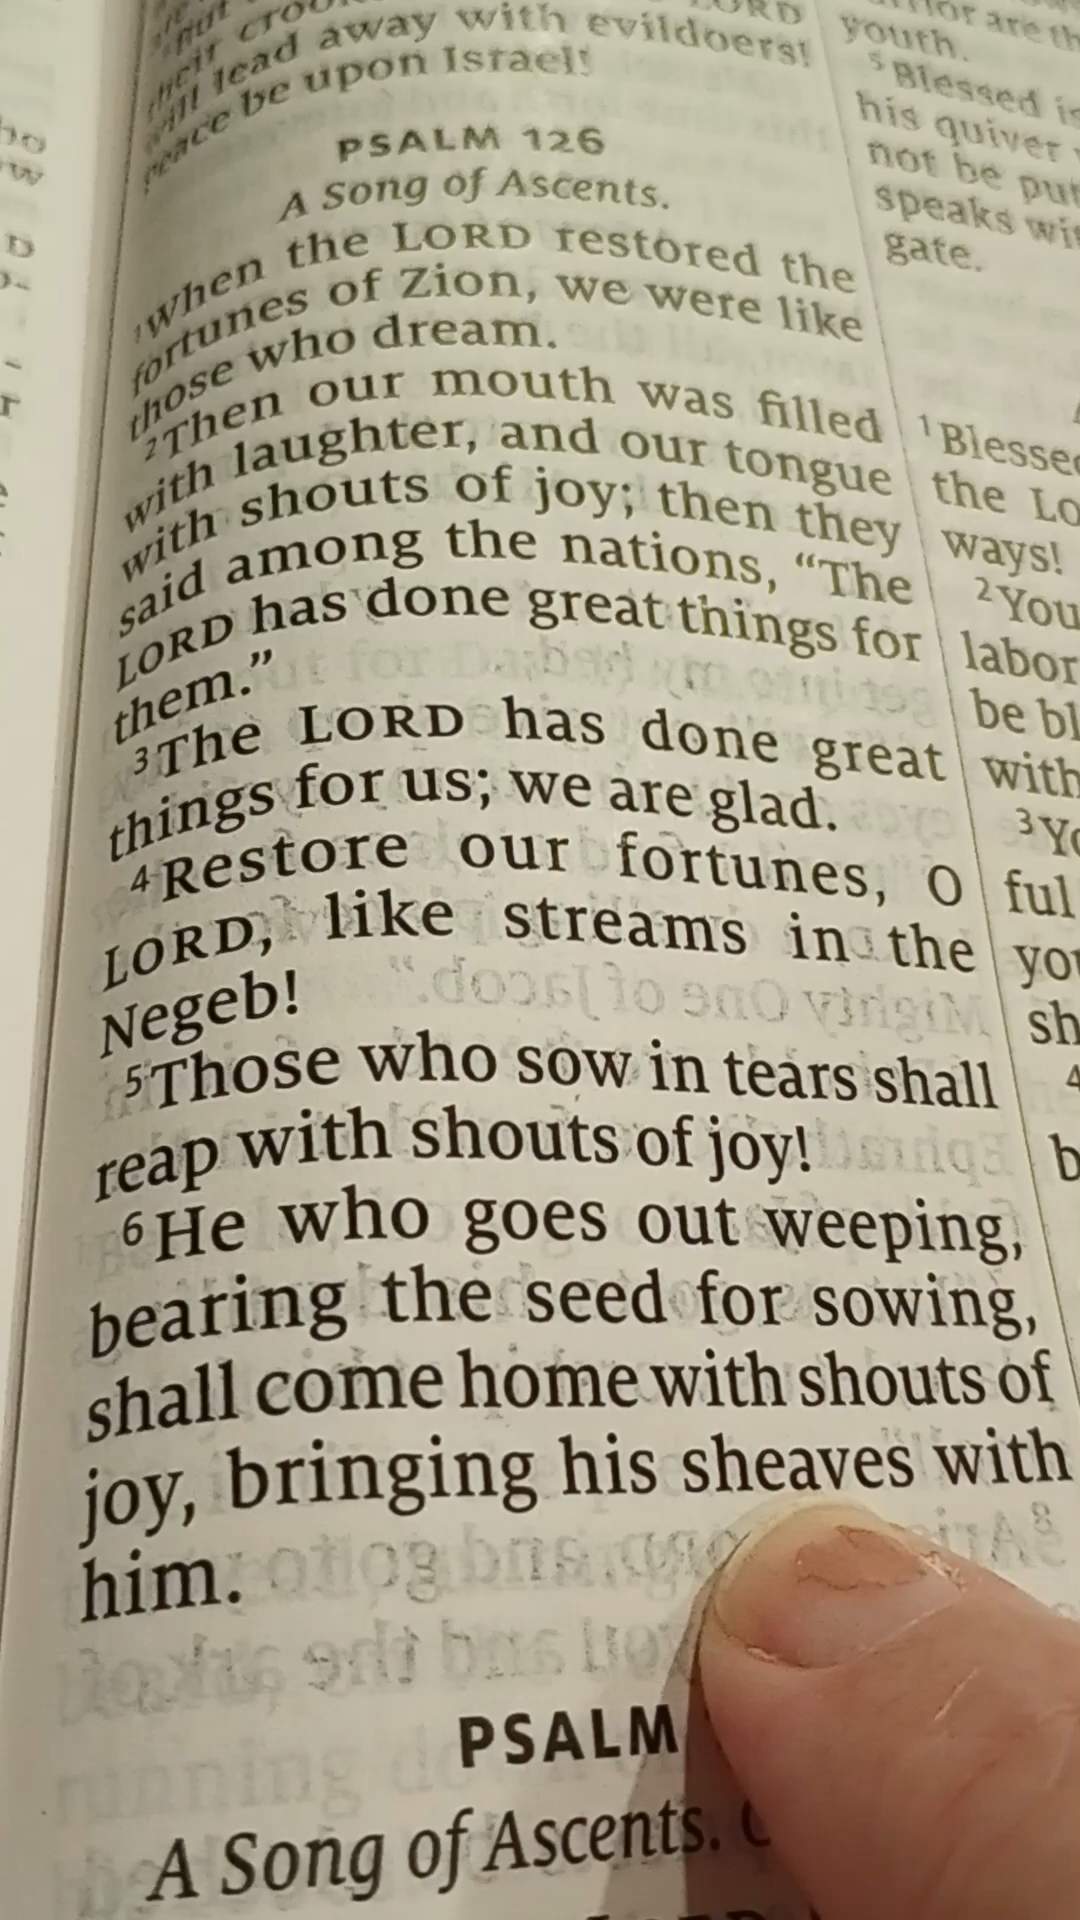 will lead away with evildoers!
Peace be upon Israel!
PSALM 126
A Song of Ascents.
¹When the LORD restored the
fortunes of Zion, we were like
those who dream.
²Then our mouth was filled
with laughter, and our tongue
with shouts of joy; then they
said among the nations, “The
LORD has done great things for
them.”
³The LORD has done great
things for us; we are glad.
⁴Restore our fortunes, O
LORD, like streams in the
Negeb!
⁵Those who sow in tears shall
reap with shouts of joy!
⁶He who goes out weeping,
bearing the seed for sowing,
shall come home with shouts of
joy, bringing his sheaves with
him.
PSALM
A Song of Ascents.
youth.
⁵Blessed is
his quiver
not be put
speaks
gate.
¹Blessed
the
ways!
²You
labor
be
with
³
ful
sh
⁴
b